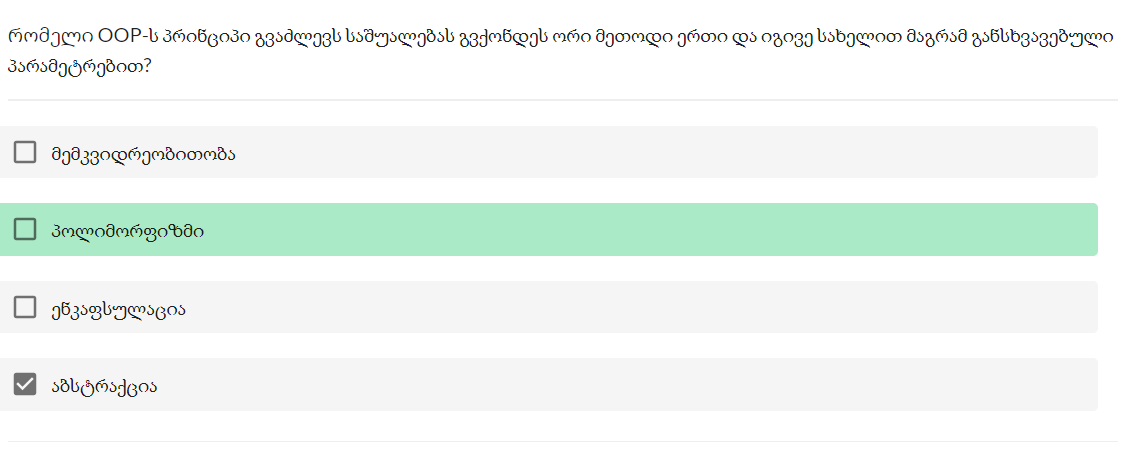 რომელი OOP-ს პრინციპი გვაძლევს საშუალებას გვქონდეს ორი მეთოდი ერთი და იგივე სახელით მაგრამ განსხვავებული
პარამეტრებით?
მემკვიდრეობითობა
პოლიმორფიზმი
ენკაფსულაცია
აბსტრაქცია